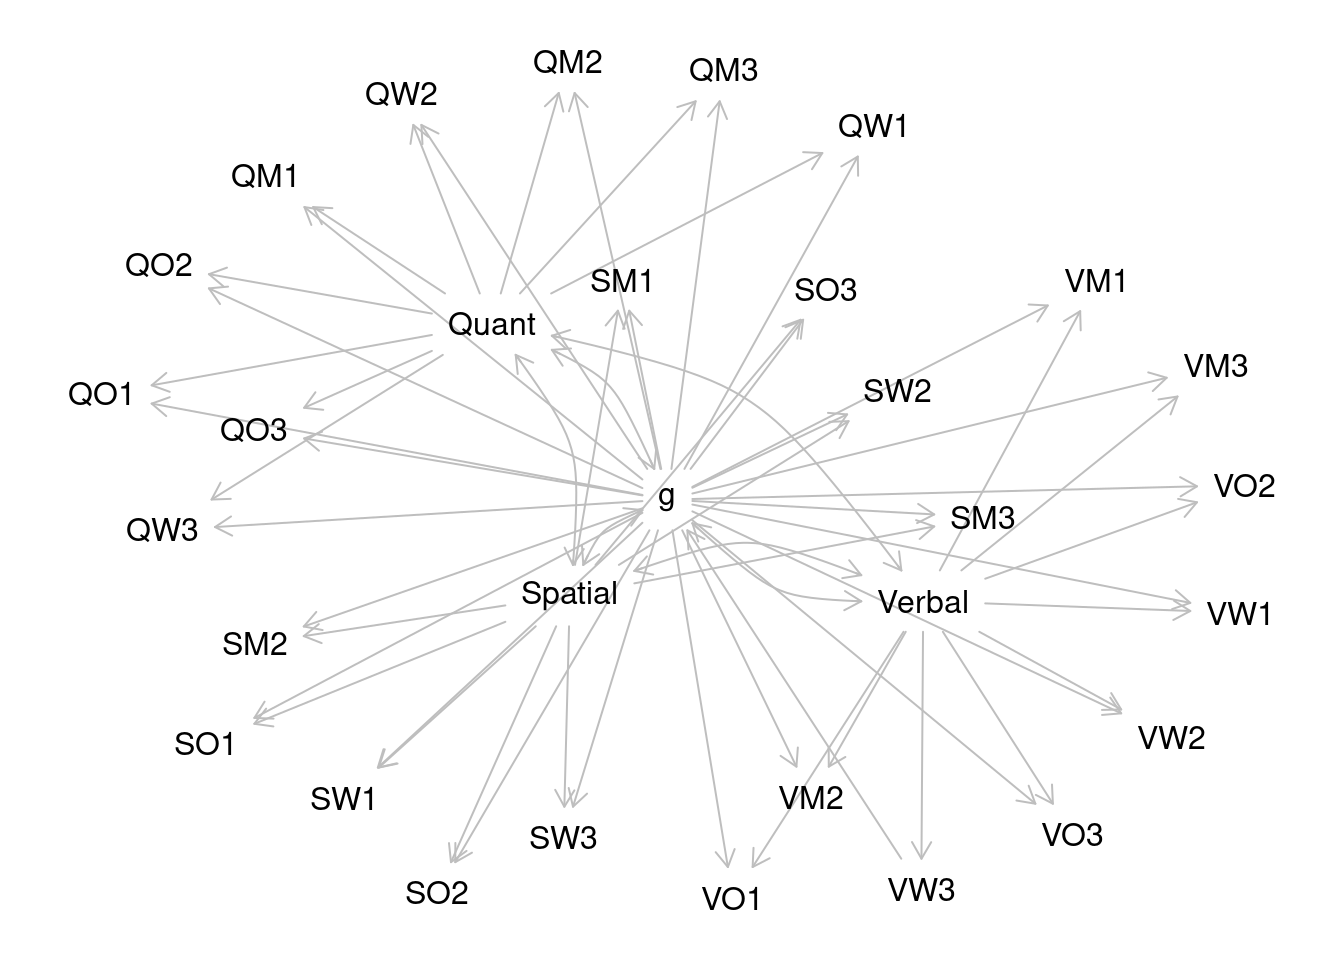 QM2
QM3
QW2
QW1
QM1
QO2
SM1
SO3
VM1
Quant
VM3
QO1
SW2
QO3
g
VO2
QW3
SM3
Spatial
Verbal
VW1
SM2
SO1
VW2
SW1
VM2
SW3
VO3
SO2
VO1
VW3